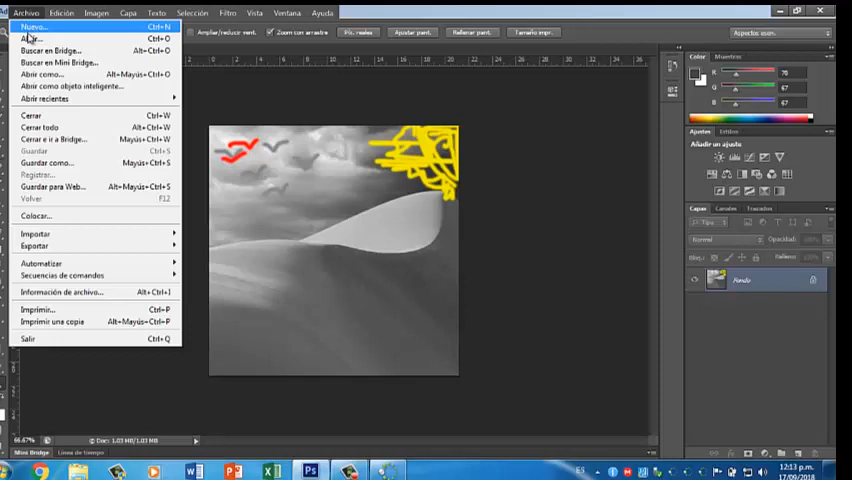 Archivo Edición Imagen Capa Texto Selección Filtro Vista Ventana Ayuda
Nuevo... Ctrl+N
Ampliar/reducir vent. Zoom con arrastre Píx. reales Ajustar pant. Rellenar pant. Tamaño impr. Aspectos esenciales
Abrir... Ctrl+O
Buscar en Bridge... Alt+Ctrl+O
Buscar en Mini Bridge...
Abrir como... Alt+Mayús+Ctrl+O
Abrir como objeto inteligente...
Abrir recientes
Cerrar Ctrl+W
Cerrar todo Alt+Ctrl+W
Cerrar e ir a Bridge... Mayús+Ctrl+W
Guardar Ctrl+S
Guardar como... Mayús+Ctrl+S
Registrar...
Guardar para Web... Alt+Mayús+Ctrl+S
Volver F12
Colocar...
Importar
Exportar
Automatizar
Secuencias de comandos
Información de archivo... Alt+Ctrl+I
Imprimir... Ctrl+P
Imprimir una copia Alt+Mayús+Ctrl+P
Salir Ctrl+Q
Color Muestras
R 70
G 67
B 67
Ajustes Estilos
Añadir un ajuste
Capas Canales Trazados
Tipo
Normal Opacidad:
Bloq.: Relleno:
Fondo
66.67% Doc: 1.03 MB/1.03 MB
Mini Bridge Línea de tiempo
W P X Ps ES 12:13 p.m.
17/09/2018